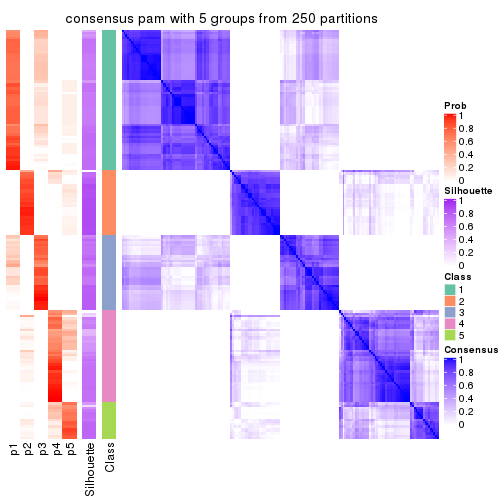 consensus pam with 5 groups from 250 partitions
Prob
1
0.8
0.6
0.4
0.2
0
Silhouette
1
0.8
0.6
0.4
0.2
0
Class
1
2
3
4
5
Consensus
1
0.8
0.6
0.4
0.2
0
p1
p2
p3
p4
p5
Silhouette
Class